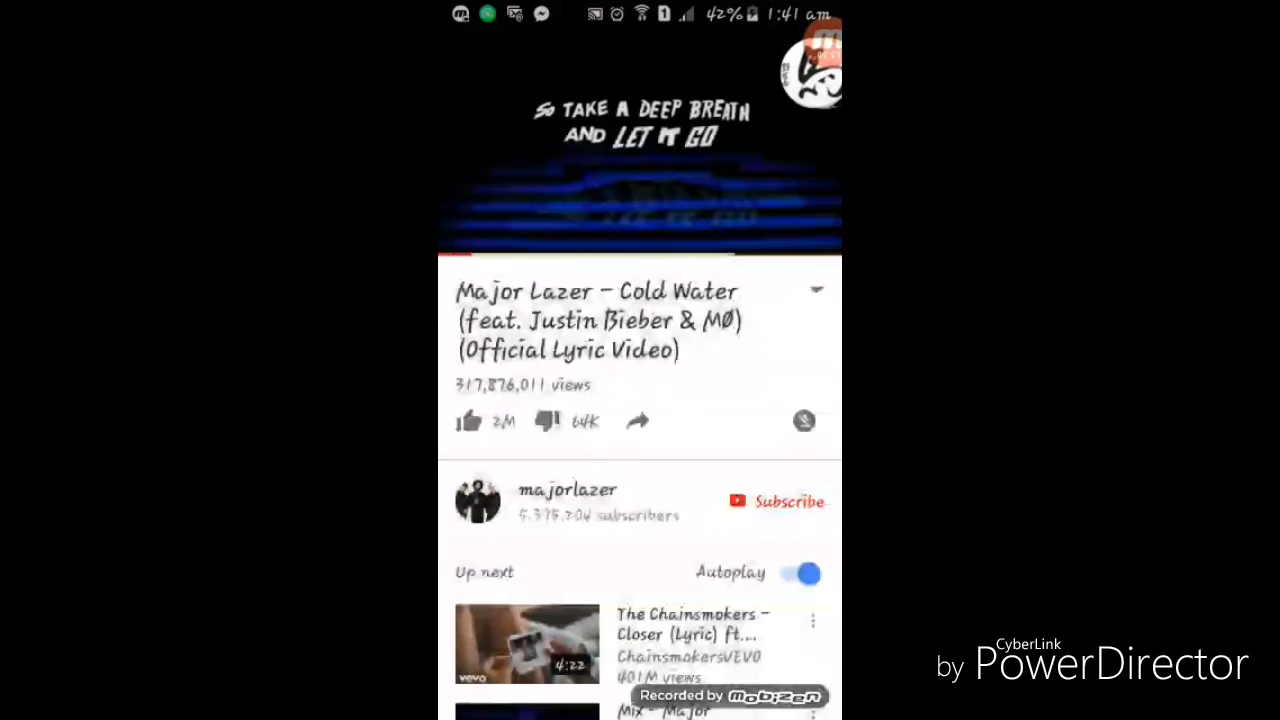 42% 1:41 am
SO TAKE A DEEP BREATH
AND LET IT GO
Major Lazer - Cold Water
(feat. Justin Bieber & MØ)
(Official Lyric Video)
317,876,011 views
2M 64K
majorlazer
subscribers
Subscribe
Up next
Autoplay
The Chainsmokers -
Closer (Lyric) ft....
ChainsmokersVEVO
401M views
4:22
vevo
Mix - Major
Recorded by mobizen
CyberLink
by PowerDirector